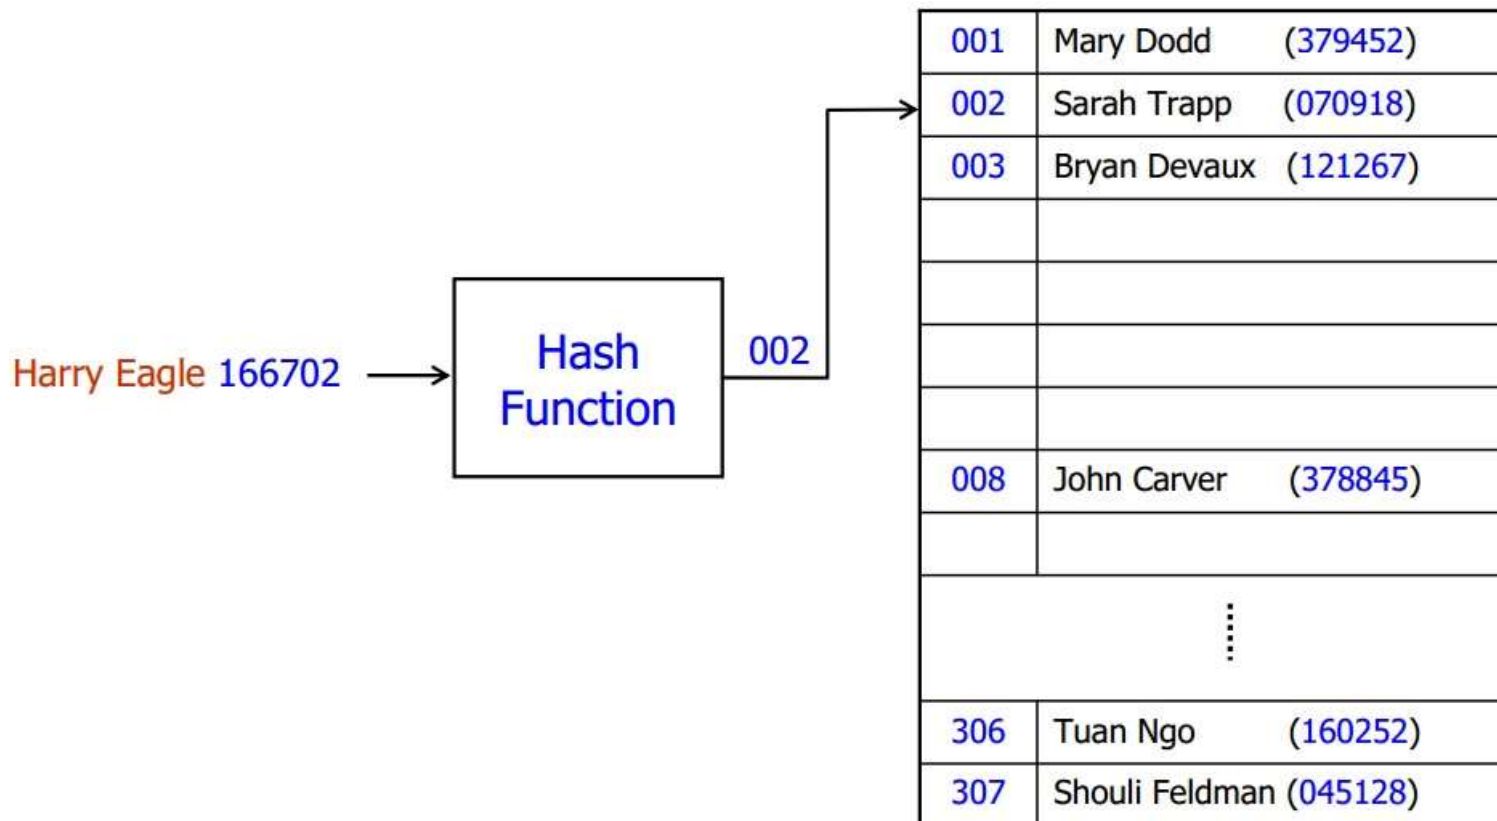 Harry Eagle 166702
Hash
Function
002
001 Mary Dodd (379452)
002 Sarah Trapp (070918)
003 Bryan Devaux (121267)
008 John Carver (378845)
306 Tuan Ngo (160252)
307 Shouli Feldman (045128)